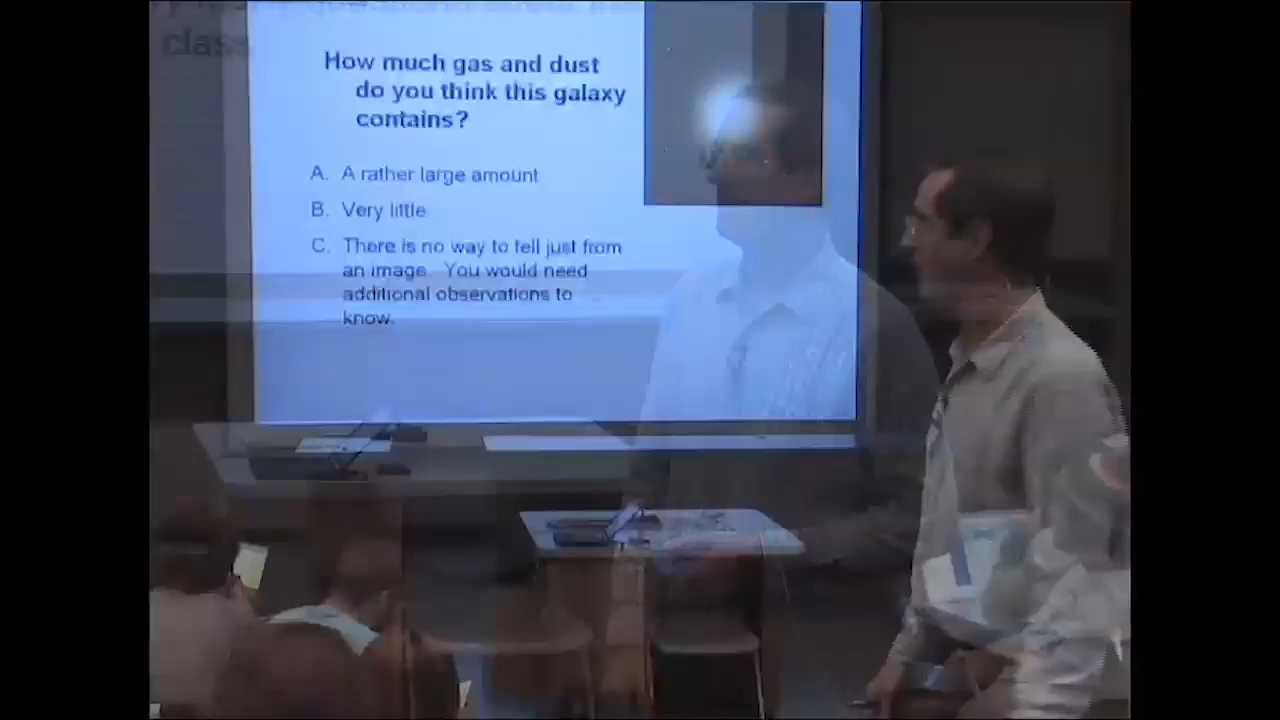 class
How much gas and dust
do you think this galaxy
contains?
A. A rather large amount
B. Very little
C. There is no way to tell just from
an image. You would need
additional observations to
know.